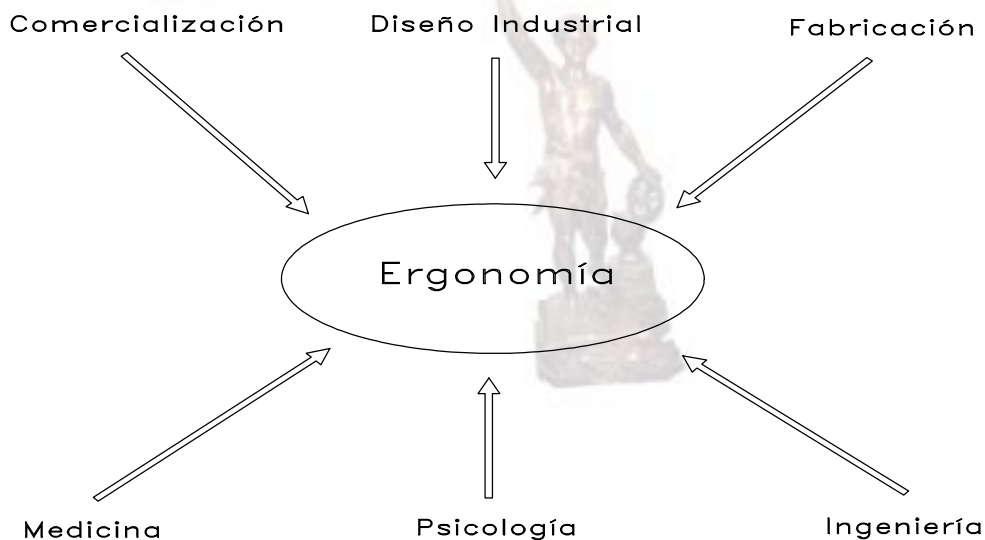 Comercialización
Diseño Industrial
Fabricación
Ergonomía
Medicina
Psicología
Ingeniería